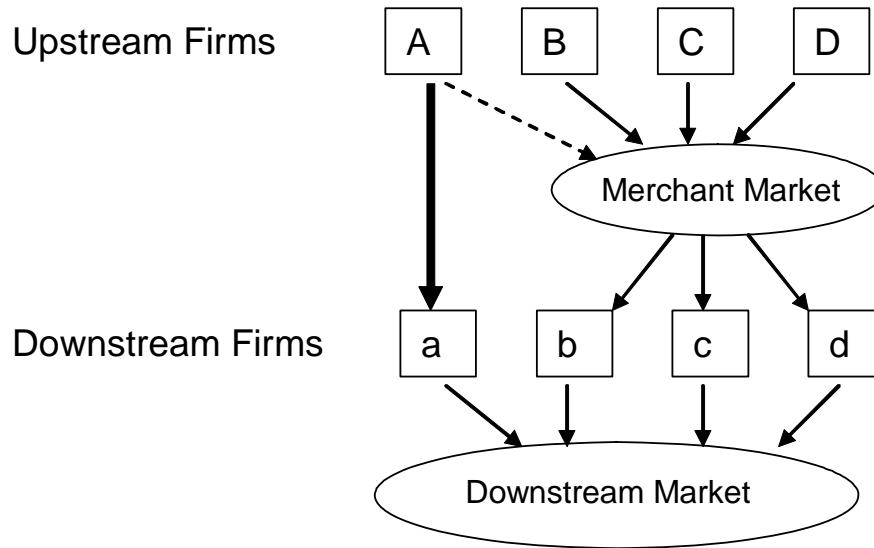 Upstream Firms
A
B
C
D
Merchant Market
Downstream Firms
a
b
c
d
Downstream Market